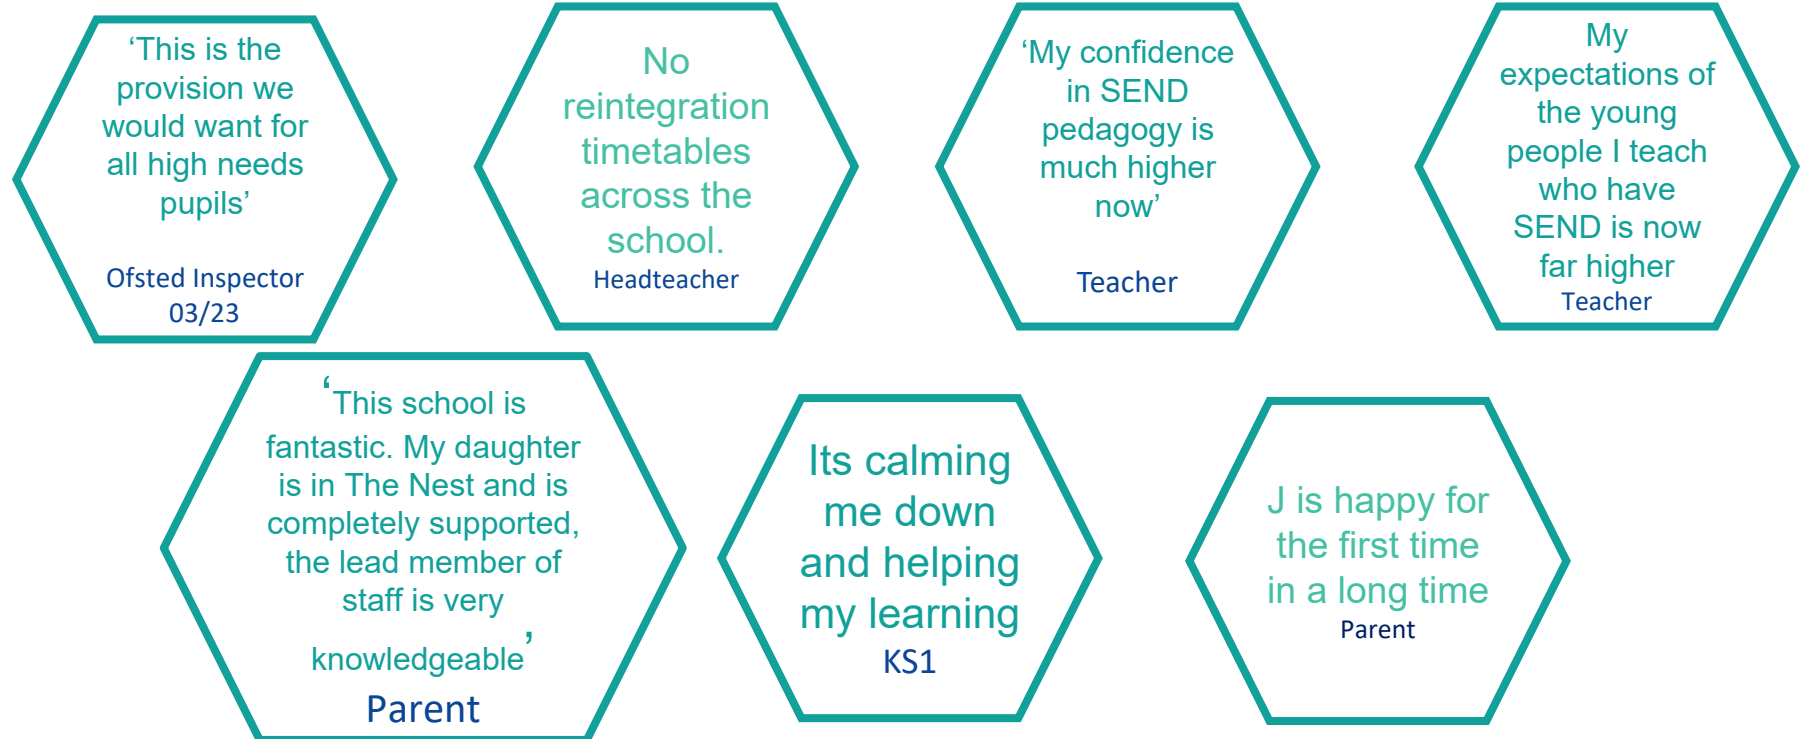 ‘This is the
provision we
would want for
all high needs
pupils’
Ofsted Inspector
03/23
No
reintegration
timetables
across the
school.
Headteacher
‘My confidence
in SEND
pedagogy is
much higher
now’
Teacher
My
expectations of
the young
people I teach
who have
SEND is now
far higher
Teacher
‘This school is
fantastic. My daughter
is in The Nest and is
completely supported,
the lead member of
staff is very
knowledgeable’
Parent
Its calming
me down
and helping
my learning
KS1
J is happy for
the first time
in a long time
Parent